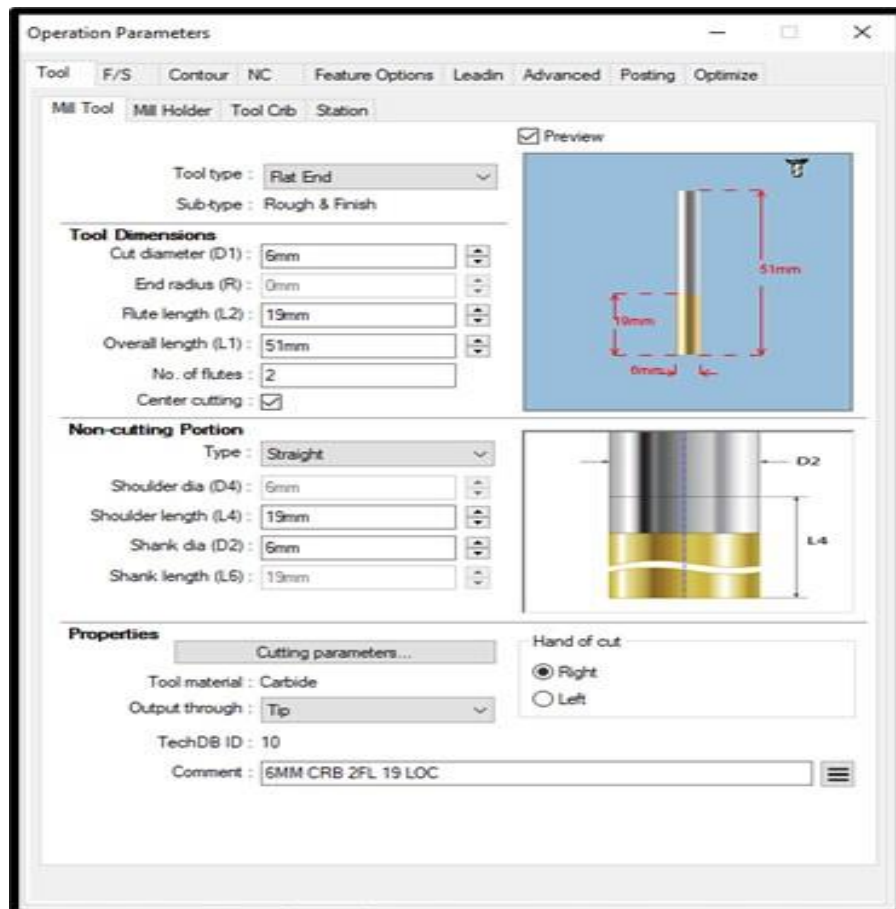 Operation Parameters
Tool F/S Contour NC Feature Options Leadin Advanced Posting Optimize
Mill Tool Mill Holder Tool Crib Station
Preview
Tool type : Flat End
Sub-type : Rough & Finish
Tool Dimensions
Cut diameter (D1) : 6mm
End radius (R) : 0mm
Flute length (L2) : 19mm
Overall length (L1) : 51mm
No. of flutes : 2
Center cutting :
51mm
19mm
6mm
Non-cutting Portion
Type : Straight
Shoulder dia (D4) : 6mm
Shoulder length (L4) : 19mm
Shank dia (D2) : 6mm
Shank length (L6) : 19mm
D2
L4
Properties
Cutting parameters...
Tool material : Carbide
Output through : Tip
TechDB ID : 10
Comment : 6MM CRB 2FL 19 LOC
Hand of cut
Right
Left